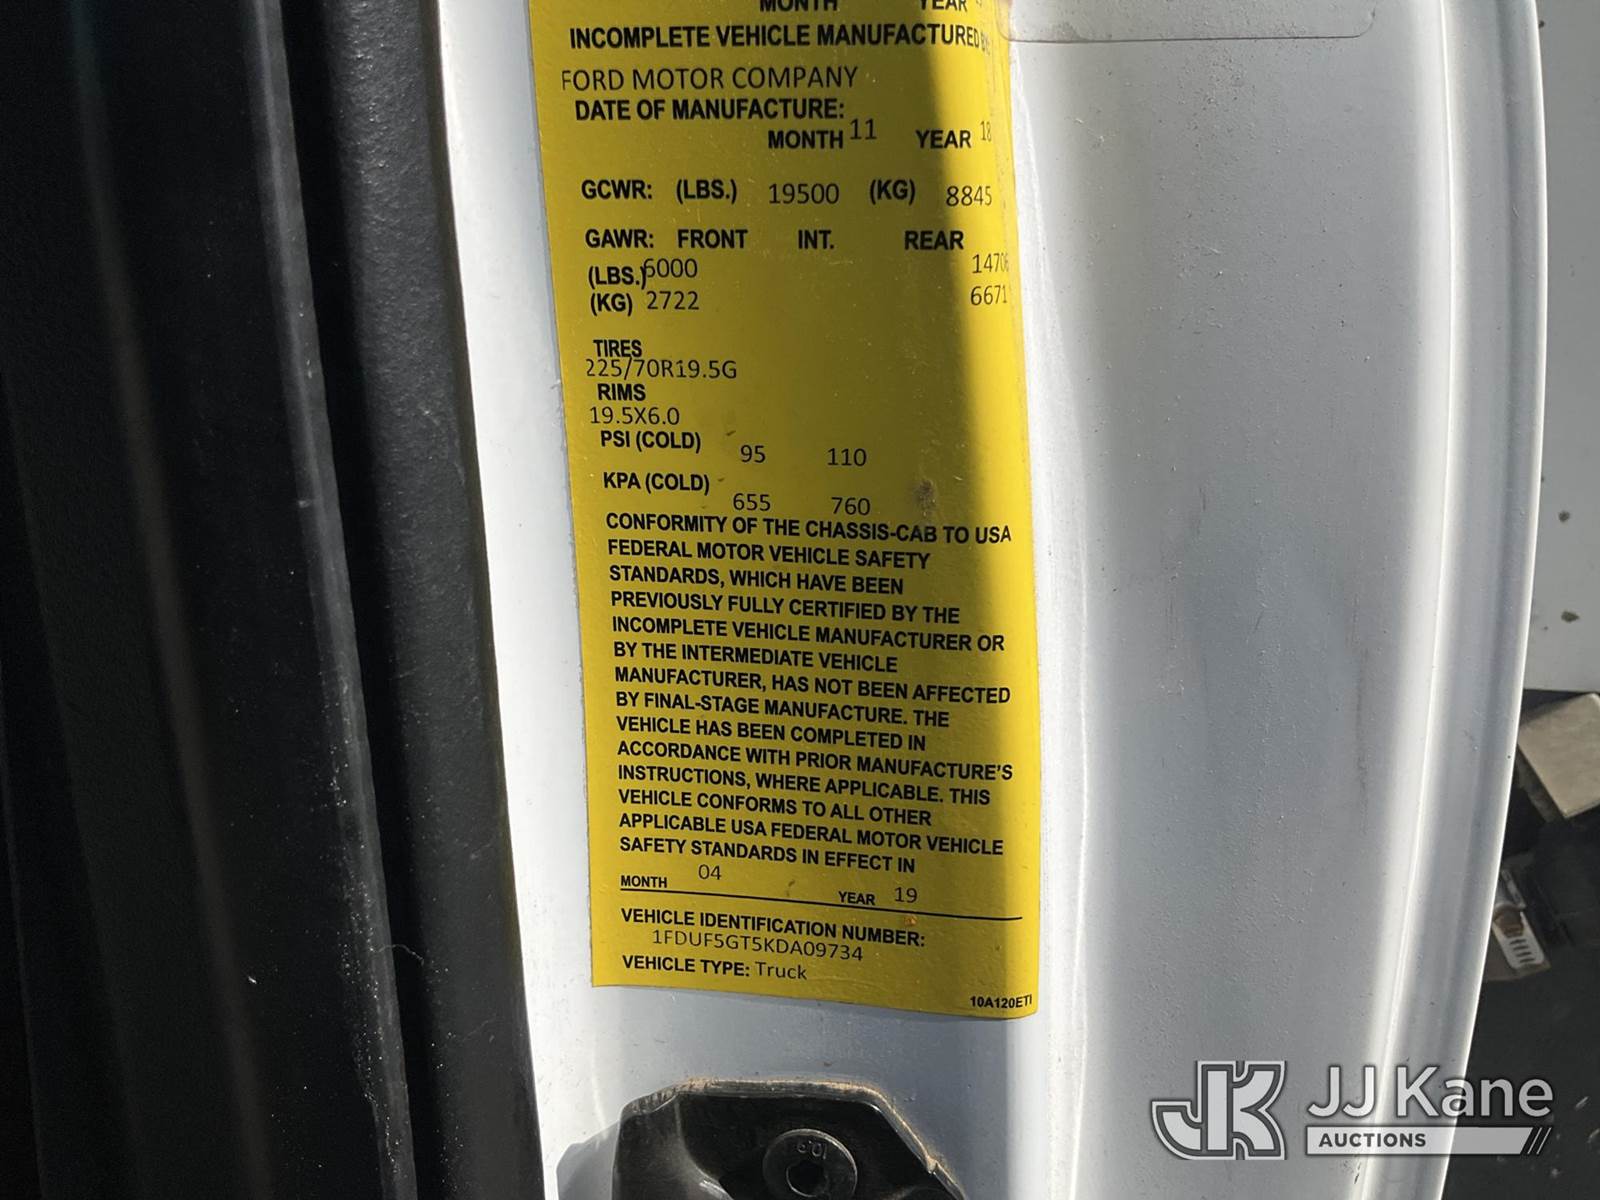 MONTH YEAR
INCOMPLETE VEHICLE MANUFACTURED
FORD MOTOR COMPANY
DATE OF MANUFACTURE:
MONTH 11 YEAR 18
GCWR: (LBS.) 19500 (KG) 8845
GAWR: FRONT INT. REAR
(LBS.) 6000 14706
(KG) 2722 6671
TIRES
225/70R19.5G
RIMS
19.5X6.0
PSI (COLD) 95 110
KPA (COLD) 655 760
CONFORMITY OF THE CHASSIS-CAB TO USA
FEDERAL MOTOR VEHICLE SAFETY
STANDARDS, WHICH HAVE BEEN
PREVIOUSLY FULLY CERTIFIED BY THE
INCOMPLETE VEHICLE MANUFACTURER OR
BY THE INTERMEDIATE VEHICLE
MANUFACTURER, HAS NOT BEEN AFFECTED
BY FINAL-STAGE MANUFACTURE. THE
VEHICLE HAS BEEN COMPLETED IN
ACCORDANCE WITH PRIOR MANUFACTURE'S
INSTRUCTIONS, WHERE APPLICABLE. THIS
VEHICLE CONFORMS TO ALL OTHER
APPLICABLE USA FEDERAL MOTOR VEHICLE
SAFETY STANDARDS IN EFFECT IN
MONTH 04 YEAR 19
VEHICLE IDENTIFICATION NUMBER:
1FDUF5GT5KDA09734
VEHICLE TYPE: Truck
10A120ETI
JK JJ Kane
AUCTIONS